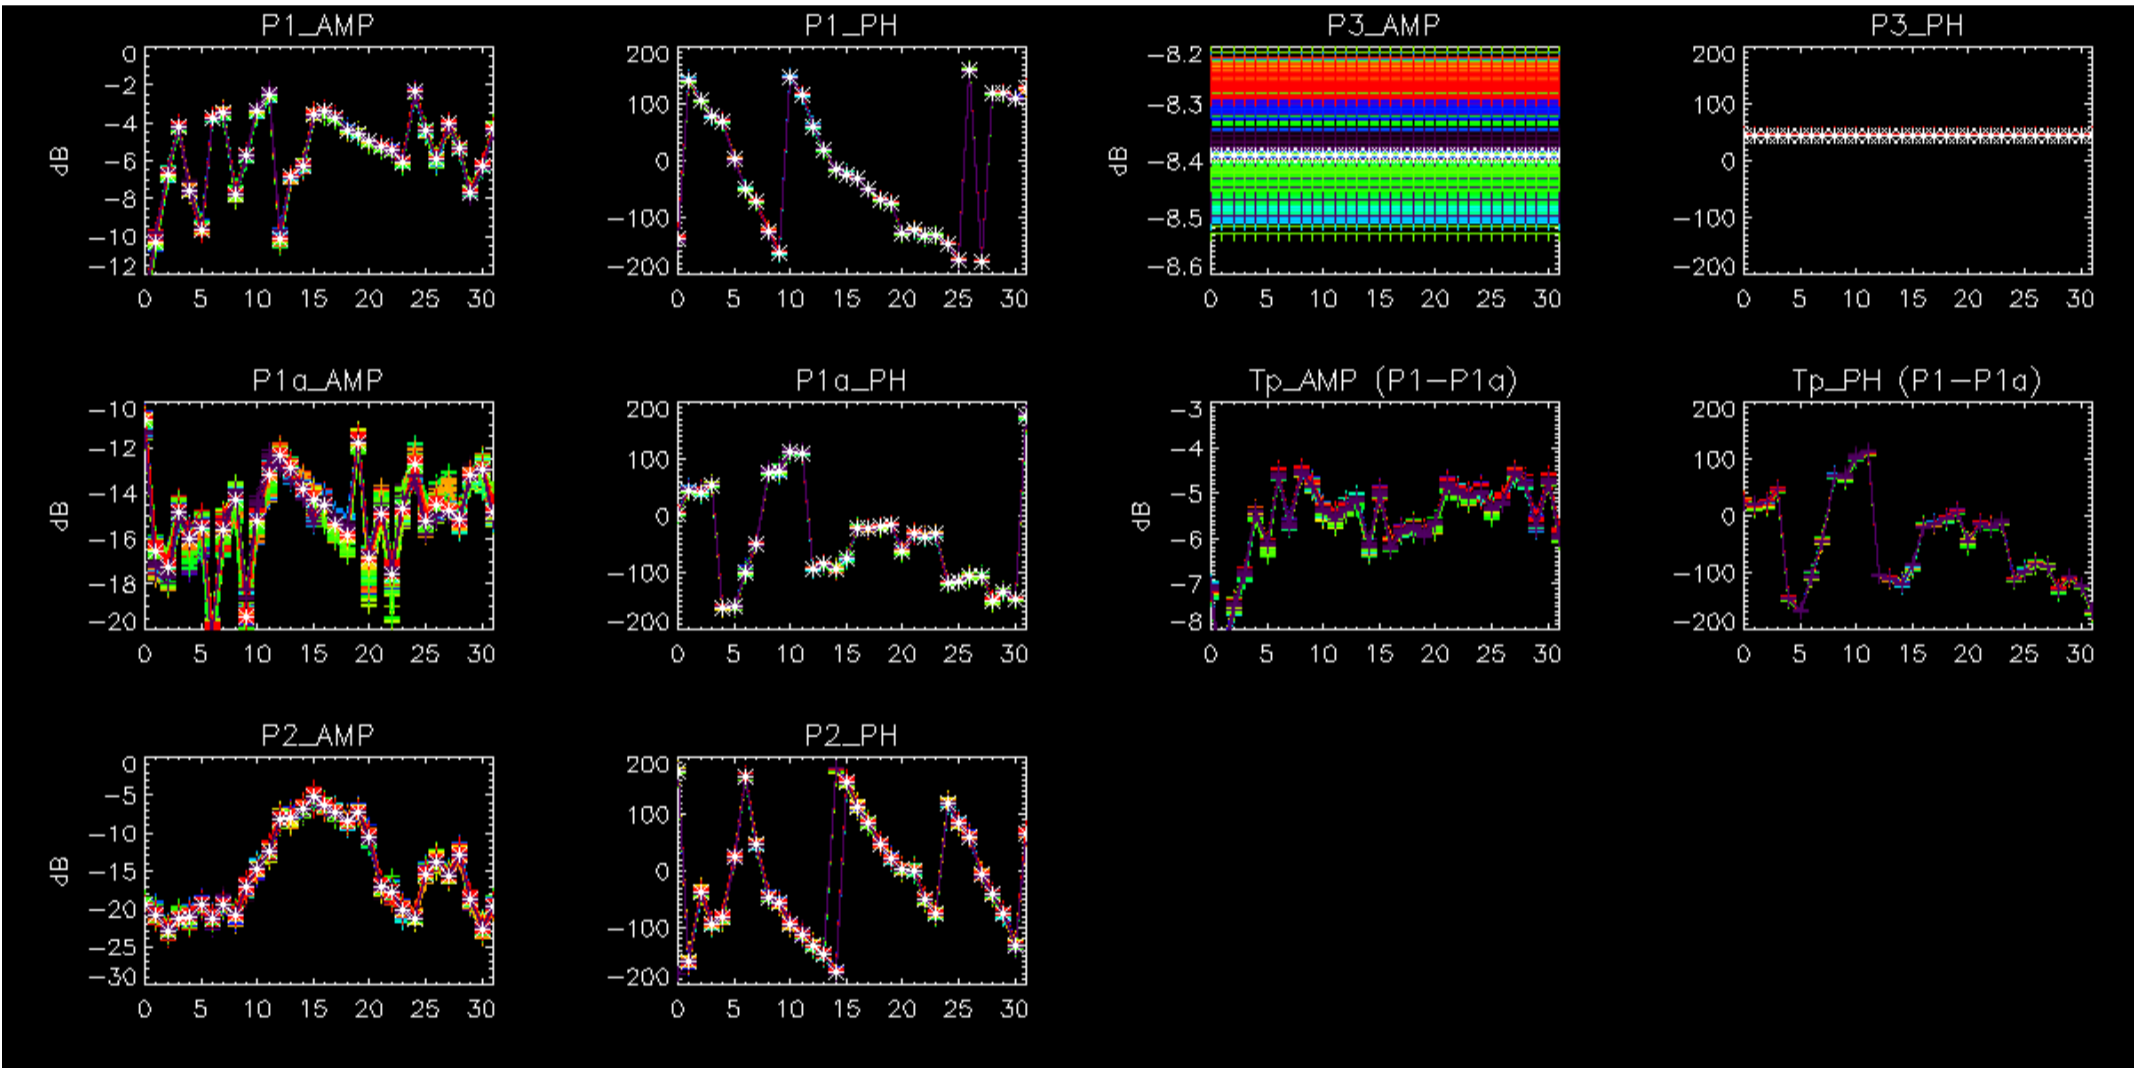 P1_AMP
P1_PH
P3_AMP
P3_PH
0
-2
-4
-6
-8
-10
-12
dB
0 5 10 15 20 25 30
200
100
0
-100
-200
0 5 10 15 20 25 30
-8.2
-8.3
-8.4
-8.5
-8.6
dB
0 5 10 15 20 25 30
200
100
0
-100
-200
0 5 10 15 20 25 30
P1a_AMP
P1a_PH
Tp_AMP (P1-P1a)
Tp_PH (P1-P1a)
-10
-12
-14
-16
-18
-20
dB
0 5 10 15 20 25 30
200
100
0
-100
-200
0 5 10 15 20 25 30
-3
-4
-5
-6
-7
-8
dB
0 5 10 15 20 25 30
200
100
0
-100
-200
0 5 10 15 20 25 30
P2_AMP
P2_PH
0
-5
-10
-15
-20
-25
-30
dB
0 5 10 15 20 25 30
200
100
0
-100
-200
0 5 10 15 20 25 30